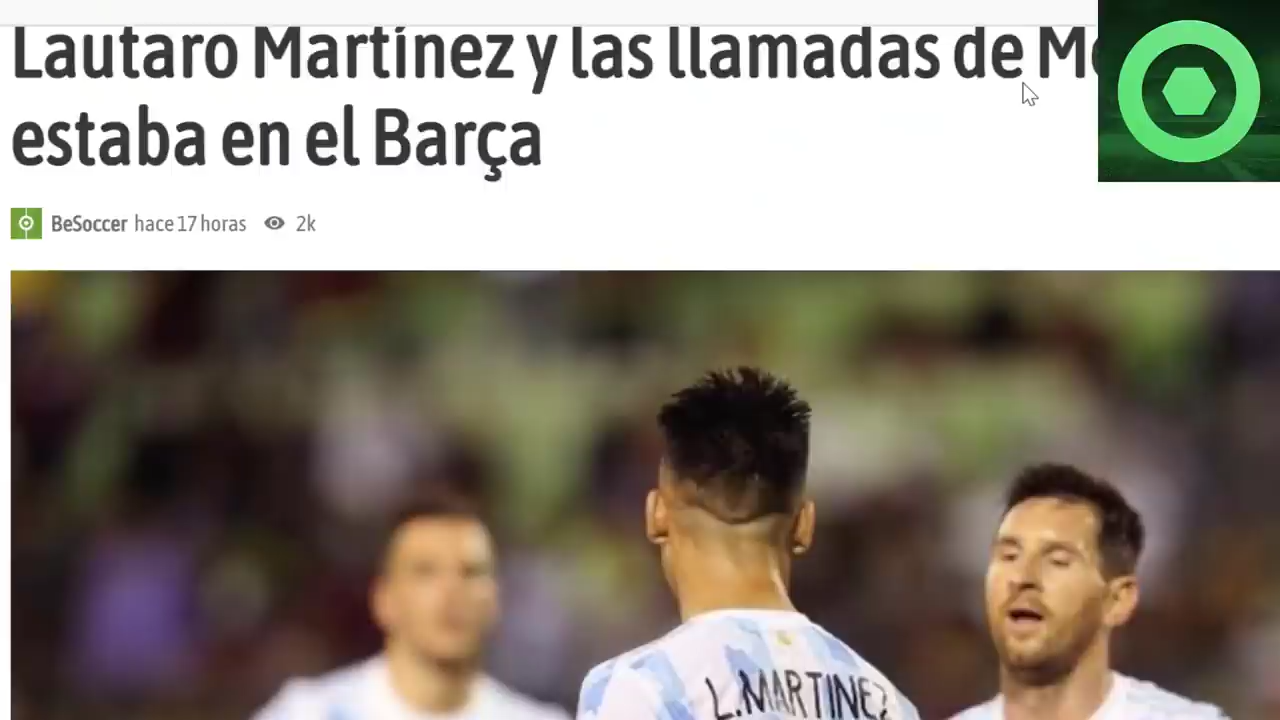 Lautaro Martínez y las llamadas de
estaba en el Barça
BeSoccer hace 17 horas 2k
L.MARTINEZ